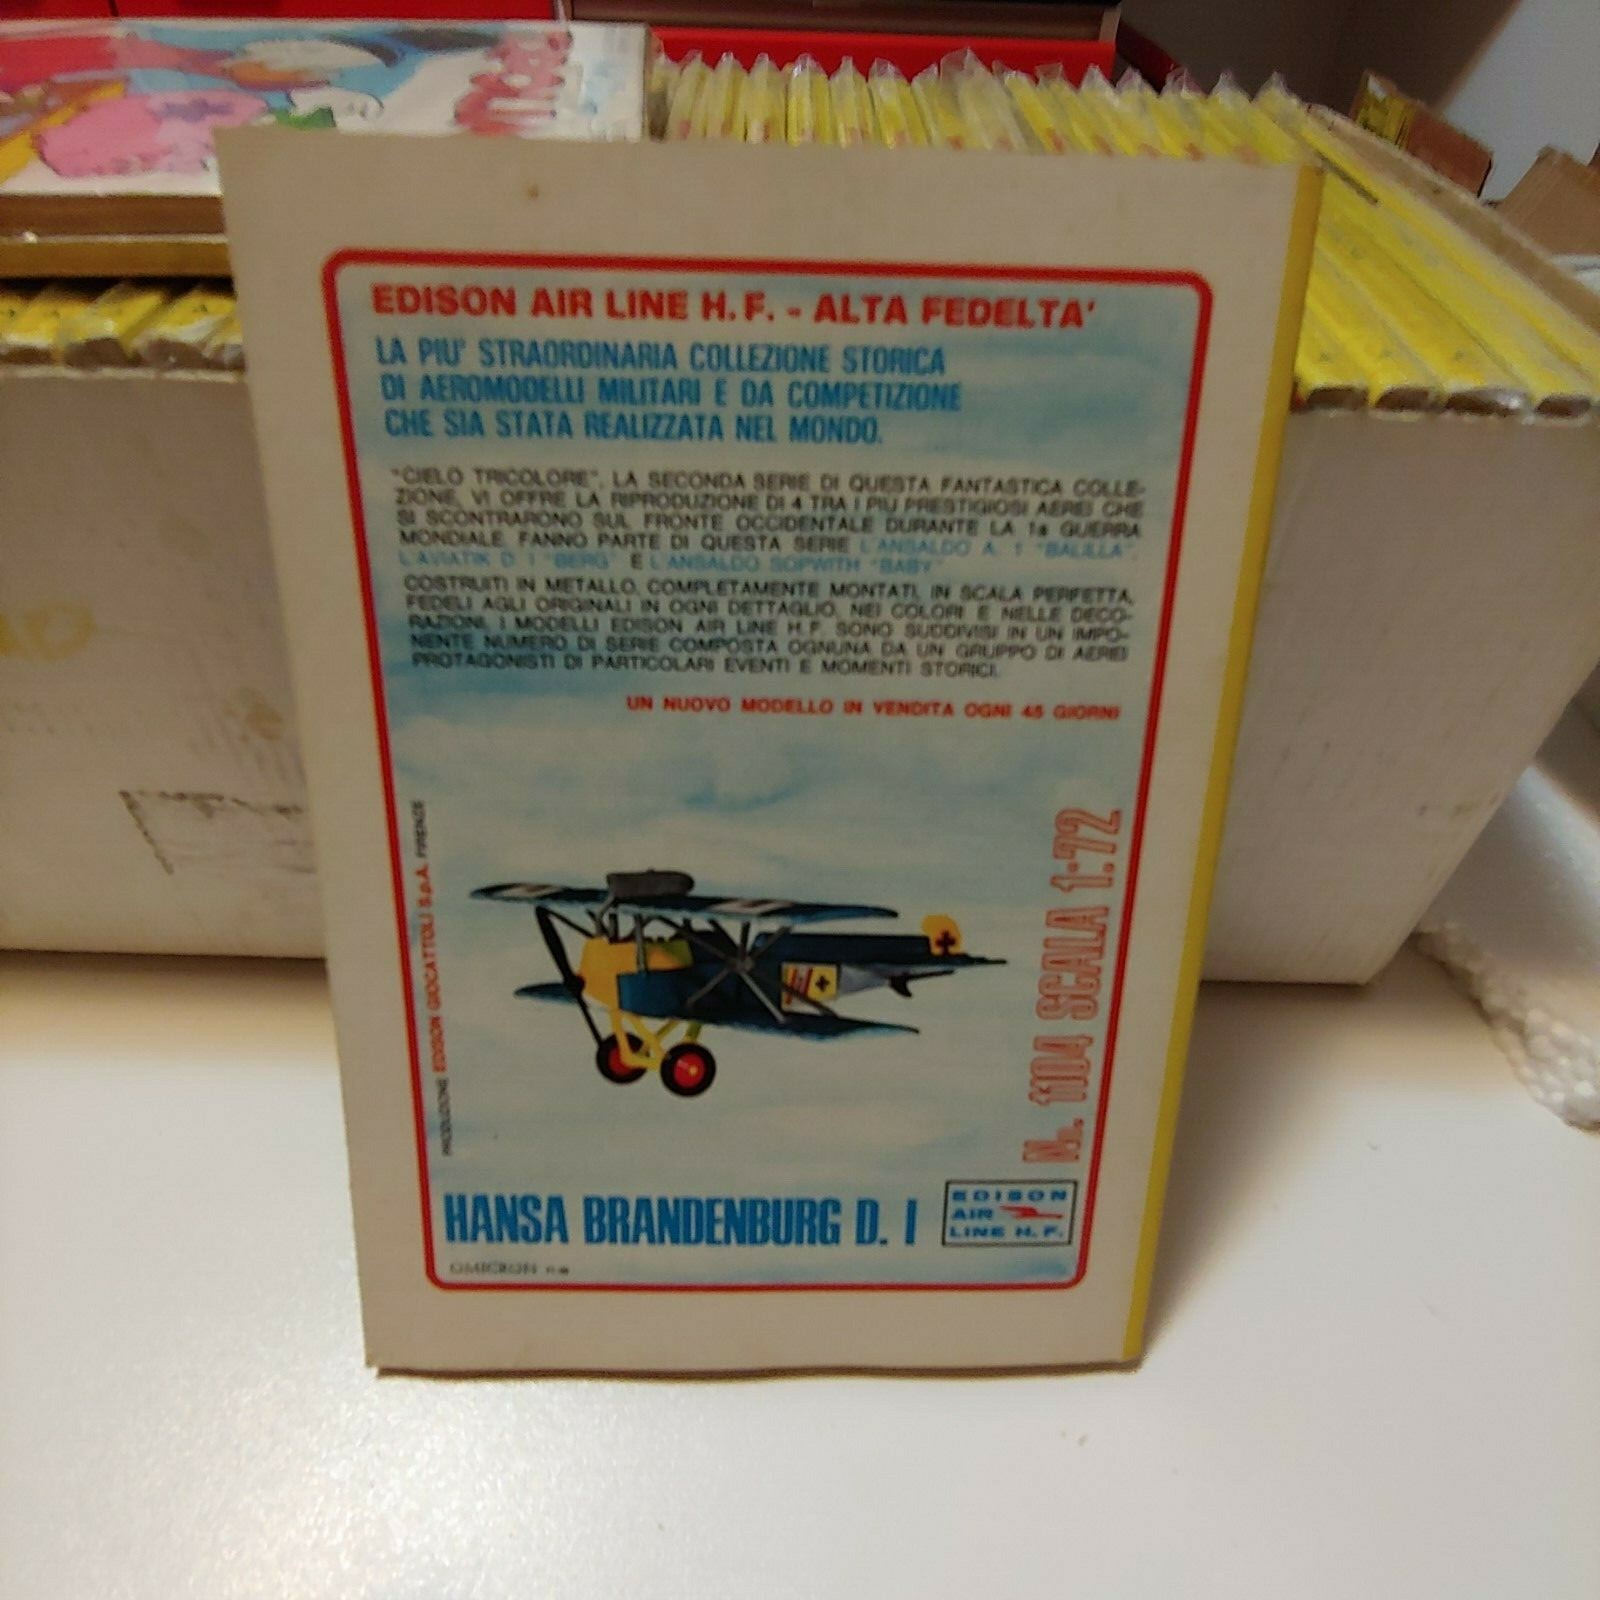 EDISON AIR LINE H.F. - ALTA FEDELTA'
LA PIU' STRAORDINARIA COLLEZIONE STORICA
DI AEROMODELLI MILITARI E DA COMPETIZIONE
CHE SIA STATA REALIZZATA NEL MONDO.
"CIELO TRICOLORE", LA SECONDA SERIE DI QUESTA FANTASTICA COLLE-
ZIONE, VI OFFRE LA RIPRODUZIONE DI 4 TRA I PIU PRESTIGIOSI AEREI CHE
SI SCONTRARONO SUL FRONTE OCCIDENTALE DURANTE LA 1a GUERRA
MONDIALE. FANNO PARTE DI QUESTA SERIE L'ANSALDO A. 1 "BALILLA",
L'AVIATIK D. I "BERG" E L'ANSALDO SOPWITH "BABY"
COSTRUITI IN METALLO, COMPLETAMENTE MONTATI, IN SCALA PERFETTA,
FEDELI AGLI ORIGINALI IN OGNI DETTAGLIO, NEI COLORI E NELLE DECO-
RAZIONI, I MODELLI EDISON AIR LINE H.F. SONO SUDDIVISI IN UN IMPO-
NENTE NUMERO DI SERIE COMPOSTA OGNUNA DA UN GRUPPO DI AEREI
PROTAGONISTI DI PARTICOLARI EVENTI E MOMENTI STORICI.
UN NUOVO MODELLO IN VENDITA OGNI 45 GIORNI
PRODUZIONE EDISON GIOCATTOLI S.p.A. FIRENZE
N. 1104 SCALA 1:72
HANSA BRANDENBURG D. I
EDISON
AIR
LINE H.F.
OMICRON